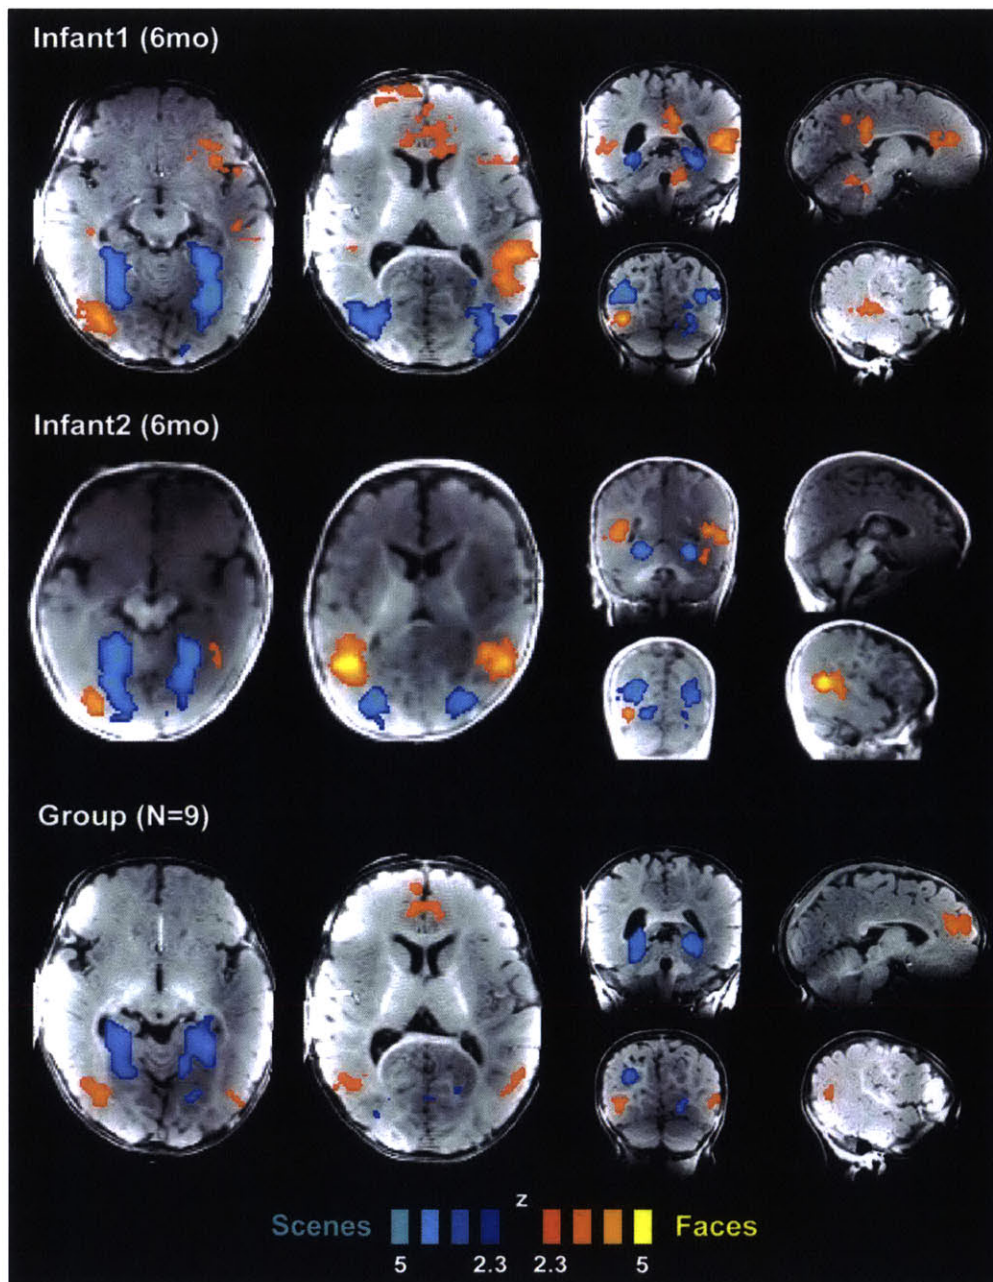 Infant1 (6mo)
Infant2 (6mo)
Group (N=9)
z
Scenes Faces
5 2.3 2.3 5